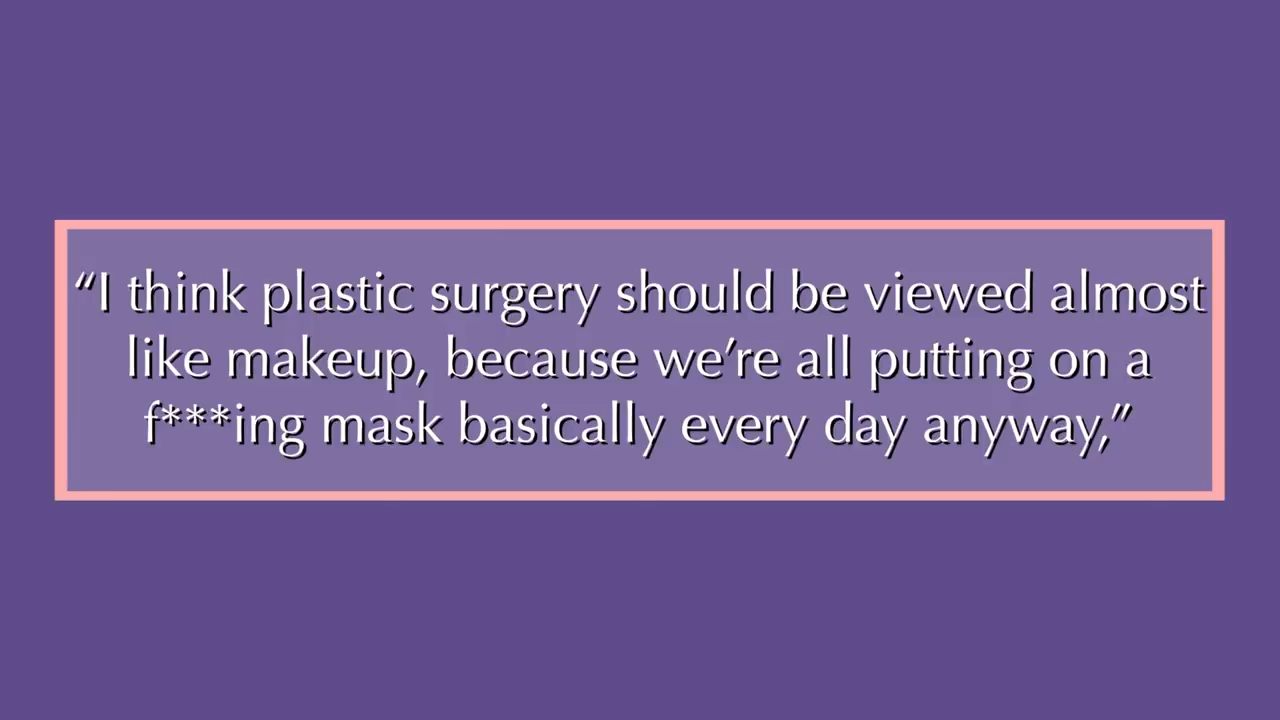 “I think plastic surgery should be viewed almost
like makeup, because we’re all putting on a
f***ing mask basically every day anyway,”